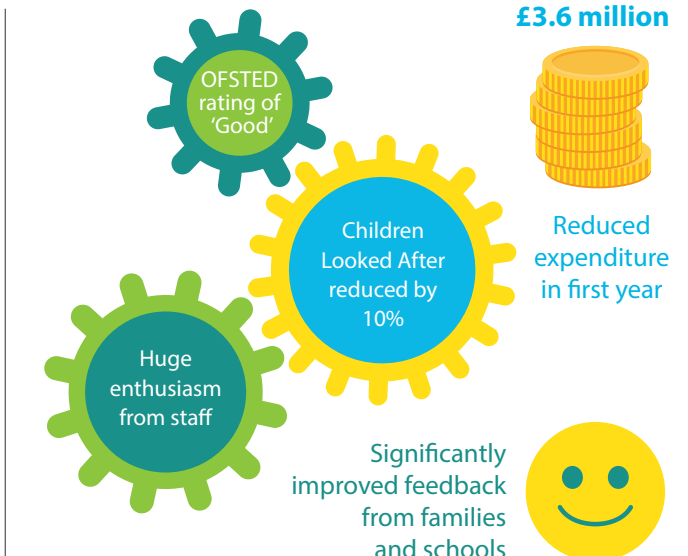 £3.6 million
OFSTED
rating of
‘Good’
Children
Looked After
reduced by
10%
Reduced
expenditure
in first year
Huge
enthusiasm
from staff
Significantly
improved feedback
from families
and schools